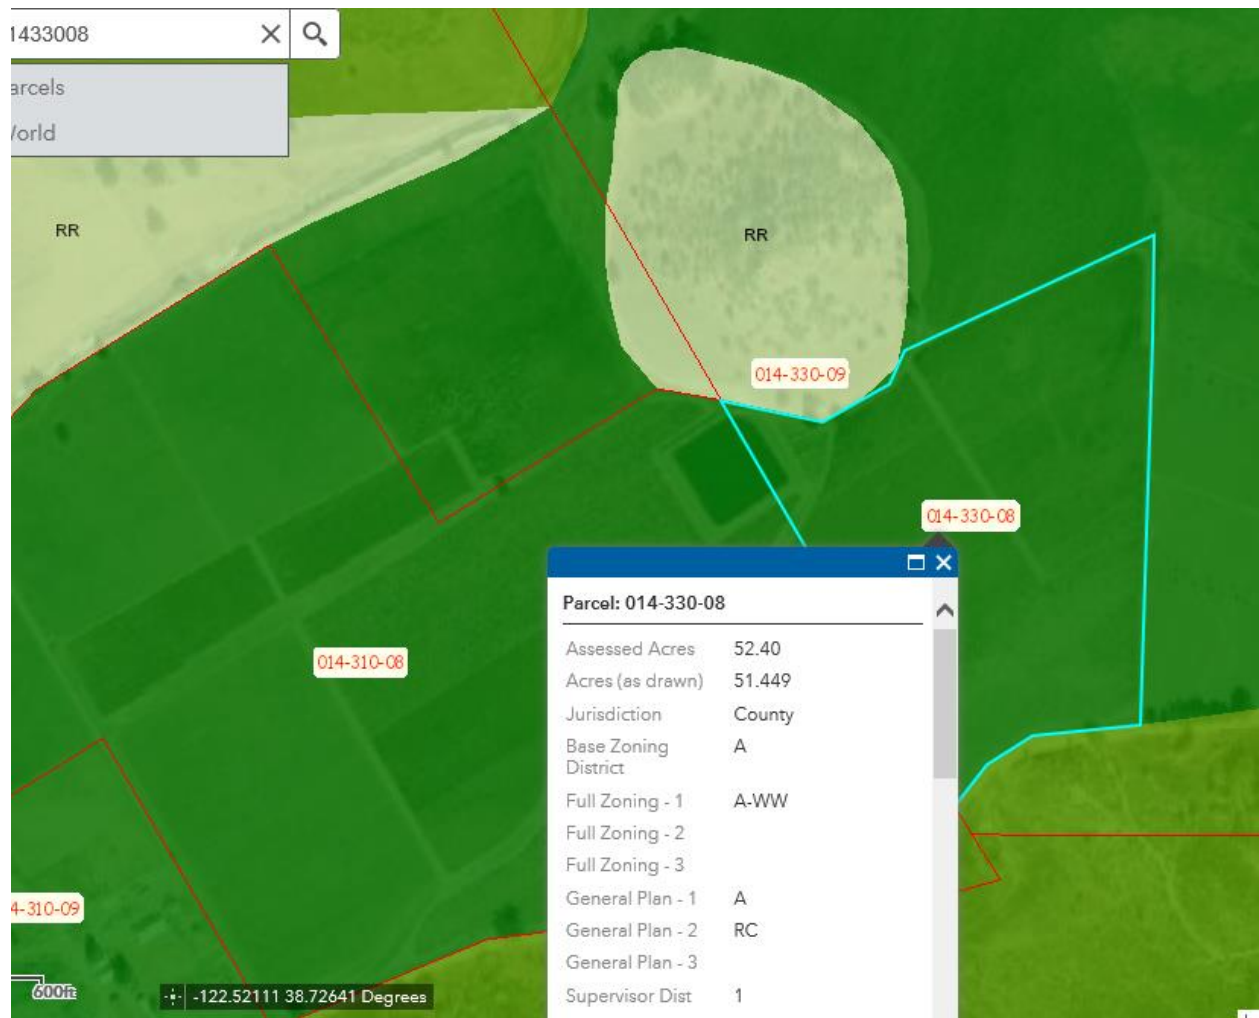 1433008
arcels
orld
RR
RR
014-330-09
014-330-08
Parcel: 014-330-08
Assessed Acres 52.40
Acres (as drawn) 51.449
Jurisdiction County
Base Zoning A
District
Full Zoning - 1 A-WW
Full Zoning - 2
Full Zoning - 3
General Plan - 1 A
General Plan - 2 RC
General Plan - 3
Supervisor Dist 1
014-310-08
4-310-09
600ft
-122.52111 38.72641 Degrees